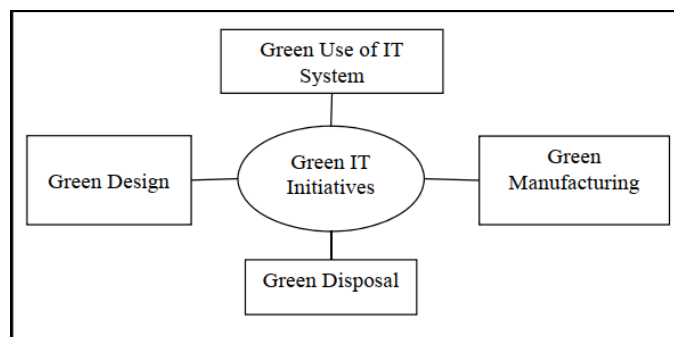 Green Use of IT
System
Green Design
Green IT
Initiatives
Green
Manufacturing
Green Disposal